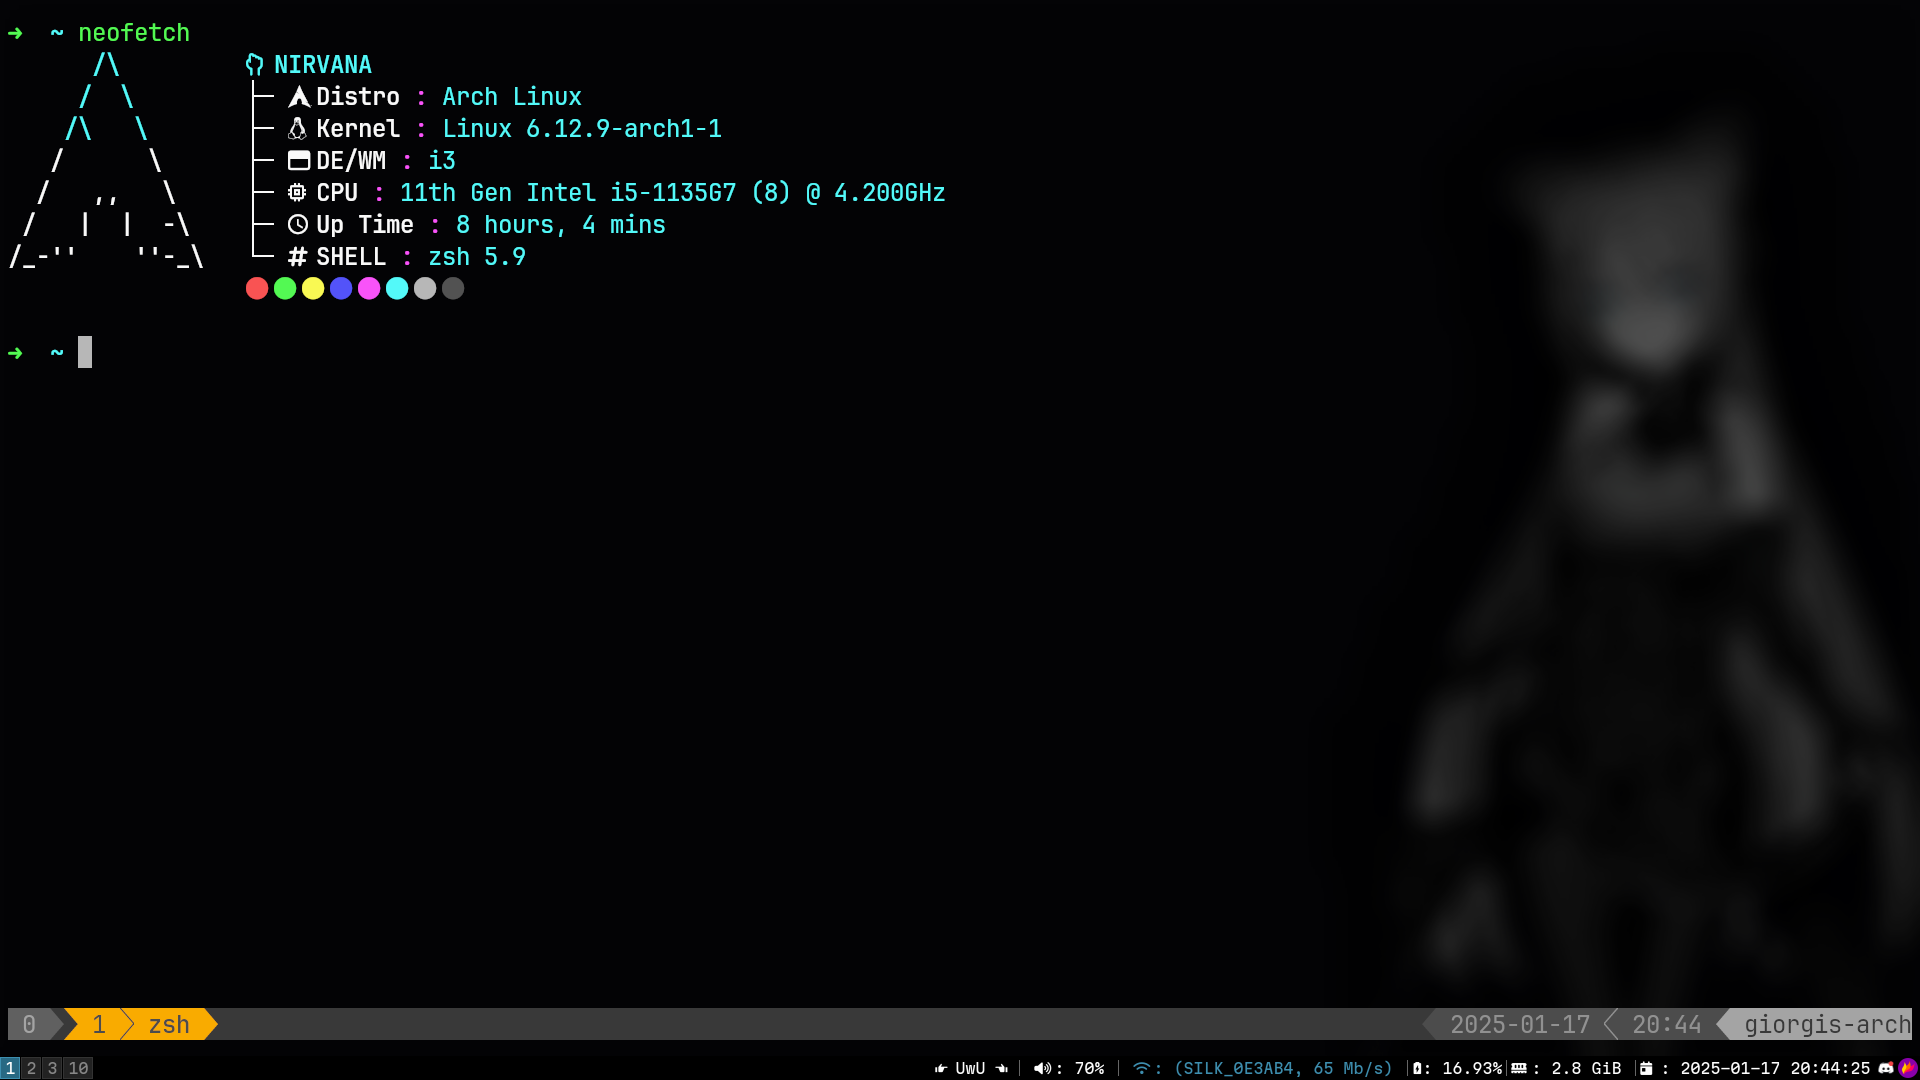 ➜  ~ neofetch
/\ NIRVANA
/  \ Distro : Arch Linux
/\   \ Kernel : Linux 6.12.9-arch1-1
/      \ DE/WM : i3
/   ,,   \ CPU : 11th Gen Intel i5-1135G7 (8) @ 4.200GHz
/   |  |  -\ Up Time : 8 hours, 4 mins
/_-''    ''-_\ SHELL : zsh 5.9
➜  ~
0 1 zsh 2025-01-17 20:44 giorgis-arch
1 2 3 10 UwU | : 70% | : (SILK_0E3AB4, 65 Mb/s) | : 16.93% | : 2.8 GiB | : 2025-01-17 20:44:25